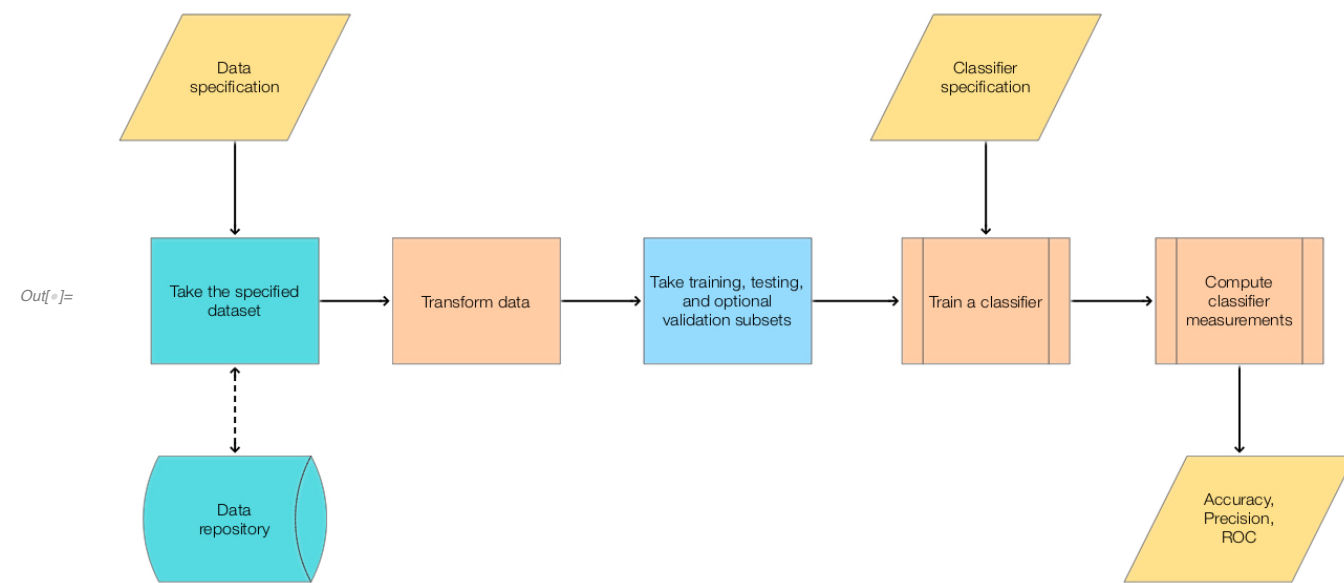 Data
specification
Classifier
specification
Out[•]=
Take the specified
dataset
Transform data
Take training, testing,
and optional
validation subsets
Train a classifier
Compute
classifier
measurements
Data
repository
Accuracy,
Precision,
ROC